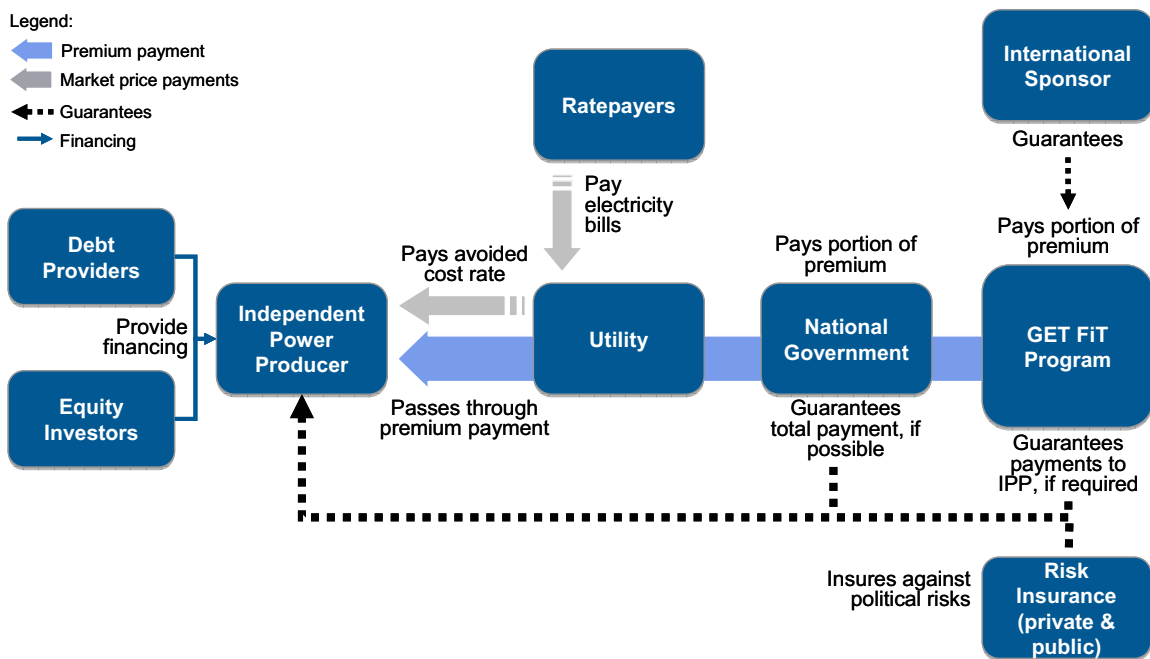 Legend:
Premium payment
Market price payments
Guarantees
Financing
International
Sponsor
Ratepayers
Guarantees
Pay
electricity
bills
Debt
Providers
Pays portion of
premium
Pays portion of
premium
Pays avoided
cost rate
Independent
Power
Producer
Provide
financing
Utility
National
Government
GET FiT
Program
Equity
Investors
Passes through
premium payment
Guarantees
total payment, if
possible
Guarantees
payments to
IPP, if required
Insures against
political risks
Risk
Insurance
(private &
public)